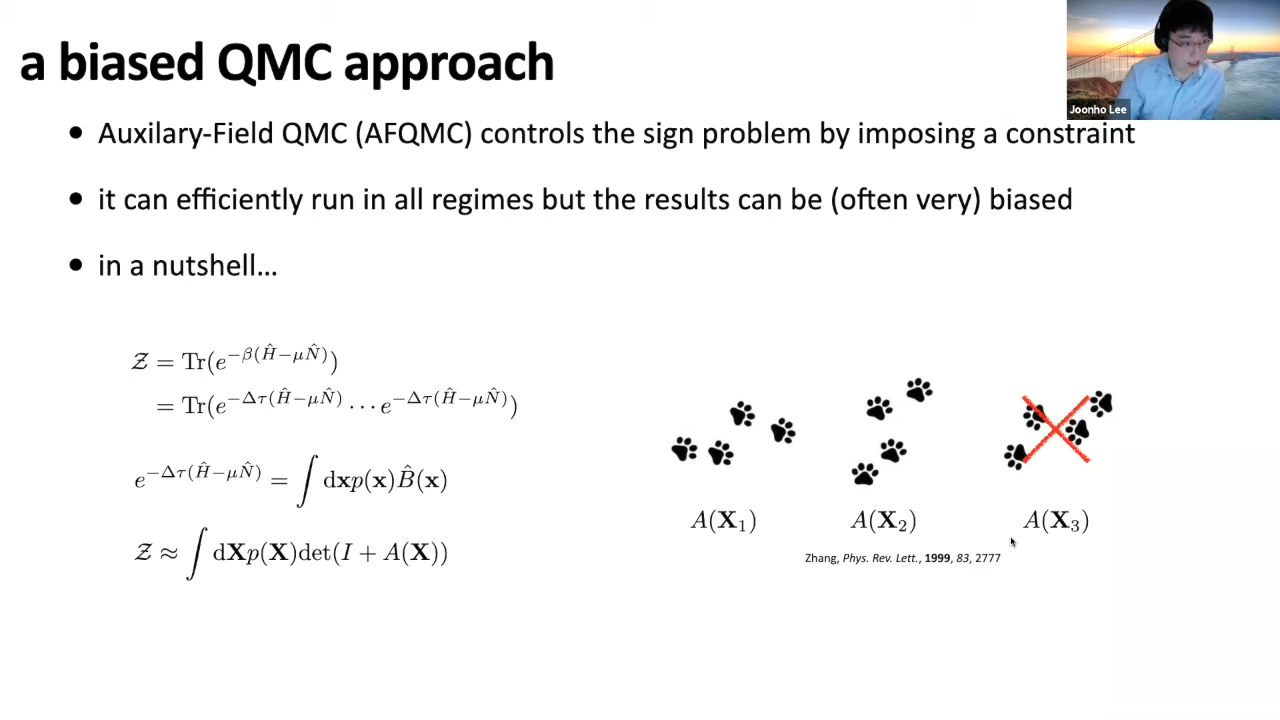 a biased QMC approach
Joonho Lee
• Auxilary-Field QMC (AFQMC) controls the sign problem by imposing a constraint
• it can efficiently run in all regimes but the results can be (often very) biased
• in a nutshell...
𝒵 = Tr(e^{−β(Ĥ−μN̂)})
= Tr(e^{−Δτ(Ĥ−μN̂)} ⋯ e^{−Δτ(Ĥ−μN̂)})
e^{−Δτ(Ĥ−μN̂)} = ∫ dxp(x)B̂(x)
𝒵 ≈ ∫ dXp(X)det(I + A(X))
A(X₁) A(X₂) A(X₃)
Zhang, Phys. Rev. Lett., 1999, 83, 2777